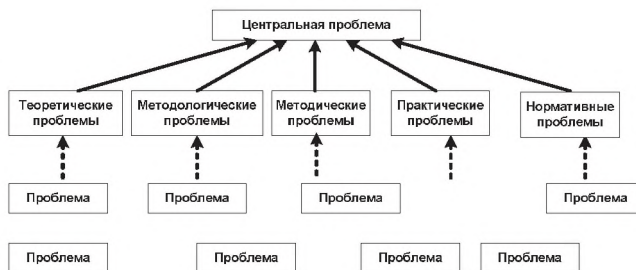 Центральная проблема
Теоретические
проблемы
Методологические
проблемы
Методические
проблемы
Практические
проблемы
Нормативные
проблемы
Проблема
Проблема
Проблема
Проблема
Проблема
Проблема
Проблема
Проблема